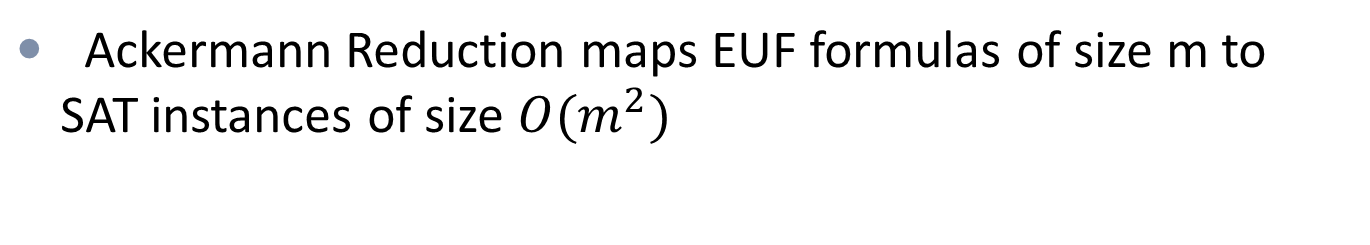 • Ackermann Reduction maps EUF formulas of size m to
SAT instances of size 𝑂(𝑚²)